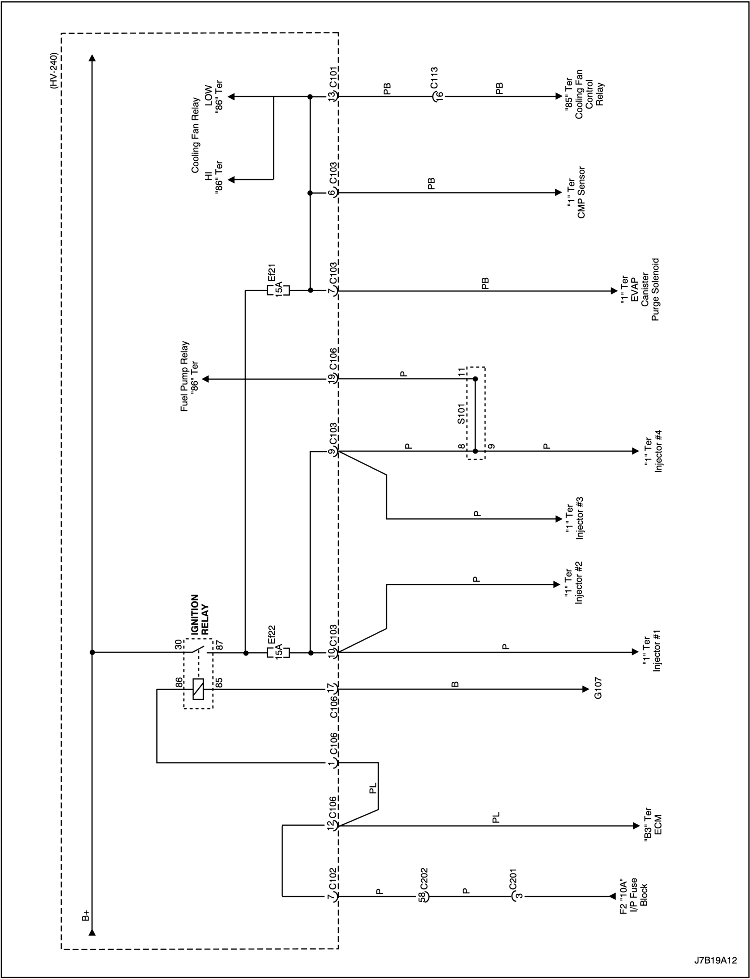 (HV-240)
LOW
"86" Ter
Cooling Fan Relay
HI
"86" Ter
13
C101
PB
16
C113
PB
"85" Ter
Cooling Fan
Control
Relay
6
C103
PB
"1" Ter
CMP Sensor
Ef21
15A
7
C103
PB
"1" Ter
EVAP
Canister
Purge Solenoid
Fuel Pump Relay
"86" Ter
19
C106
P
11
S101
9
C103
P
8
9
P
"1" Ter
Injector #4
P
"1" Ter
Injector #3
P
"1" Ter
Injector #2
IGNITION
RELAY
30
87
Ef22
15A
10
C103
P
"1" Ter
Injector #1
86
85
17
C106
B
G107
1
C106
PL
12
C106
PL
"B3" Ter
ECM
7
C102
P
58
C202
P
3
C201
F2 "10A"
I/P Fuse
Block
B+
J7B19A12